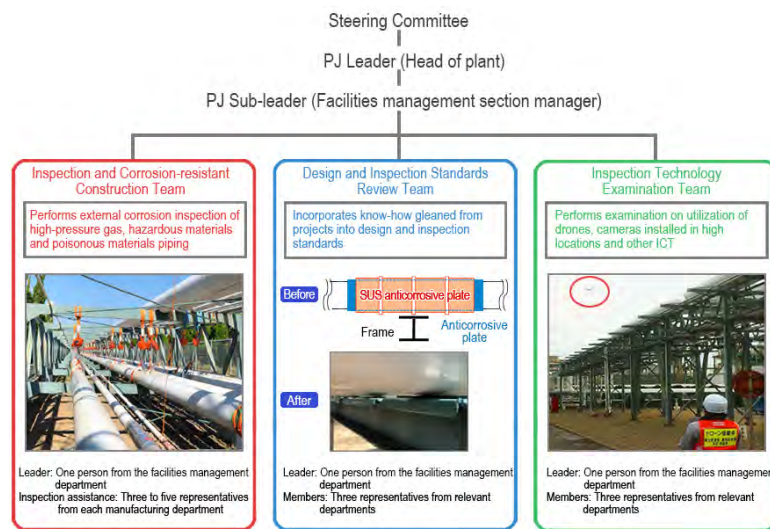 Steering Committee
PJ Leader (Head of plant)
PJ Sub-leader (Facilities management section manager)
Inspection and Corrosion-resistant
Construction Team
Performs external corrosion inspection of
high-pressure gas, hazardous materials
and poisonous materials piping
Leader: One person from the facilities management
department
Inspection assistance: Three to five representatives
from each manufacturing department
Design and Inspection Standards
Review Team
Incorporates know-how gleaned from
projects into design and inspection
standards
Before
SUS anticorrosive plate
Frame
Anticorrosive
plate
After
Leader: One person from the facilities management
department
Members: Three representatives from relevant
departments
Inspection Technology
Examination Team
Performs examination on utilization of
drones, cameras installed in high
locations and other ICT
Leader: One person from the facilities managemen
department
Members: Three representatives from relevant
departments